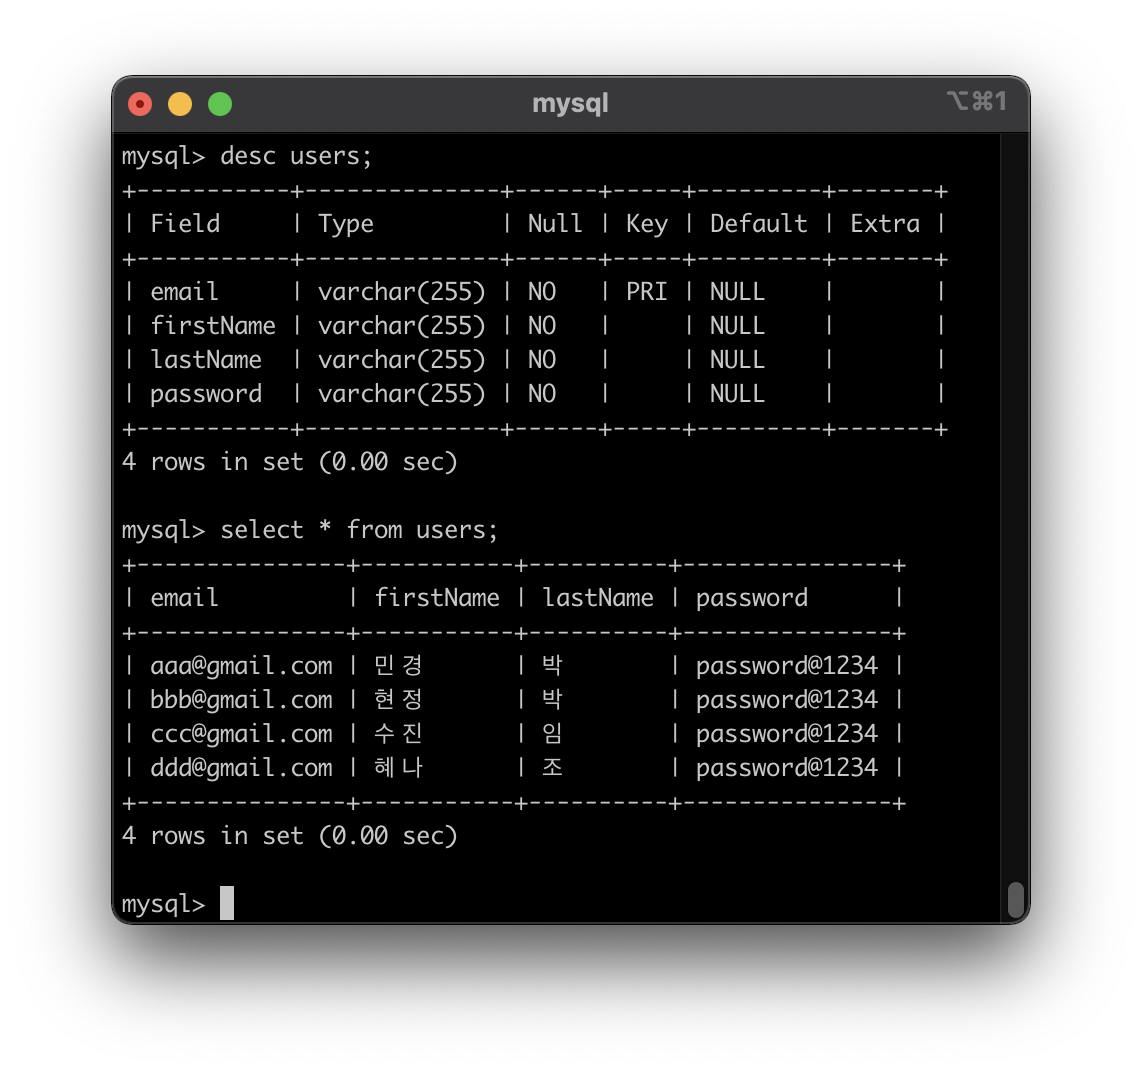 mysql
⌥⌘1
mysql> desc users;
+-----------+--------------+------+-----+---------+-------+
| Field     | Type         | Null | Key | Default | Extra |
+-----------+--------------+------+-----+---------+-------+
| email     | varchar(255) | NO   | PRI | NULL    |       |
| firstName | varchar(255) | NO   |     | NULL    |       |
| lastName  | varchar(255) | NO   |     | NULL    |       |
| password  | varchar(255) | NO   |     | NULL    |       |
+-----------+--------------+------+-----+---------+-------+
4 rows in set (0.00 sec)

mysql> select * from users;
+---------------+-----------+----------+---------------+
| email         | firstName | lastName | password      |
+---------------+-----------+----------+---------------+
| aaa@gmail.com | 민경      | 박       | password@1234 |
| bbb@gmail.com | 현정      | 박       | password@1234 |
| ccc@gmail.com | 수진      | 임       | password@1234 |
| ddd@gmail.com | 혜나      | 조       | password@1234 |
+---------------+-----------+----------+---------------+
4 rows in set (0.00 sec)

mysql>